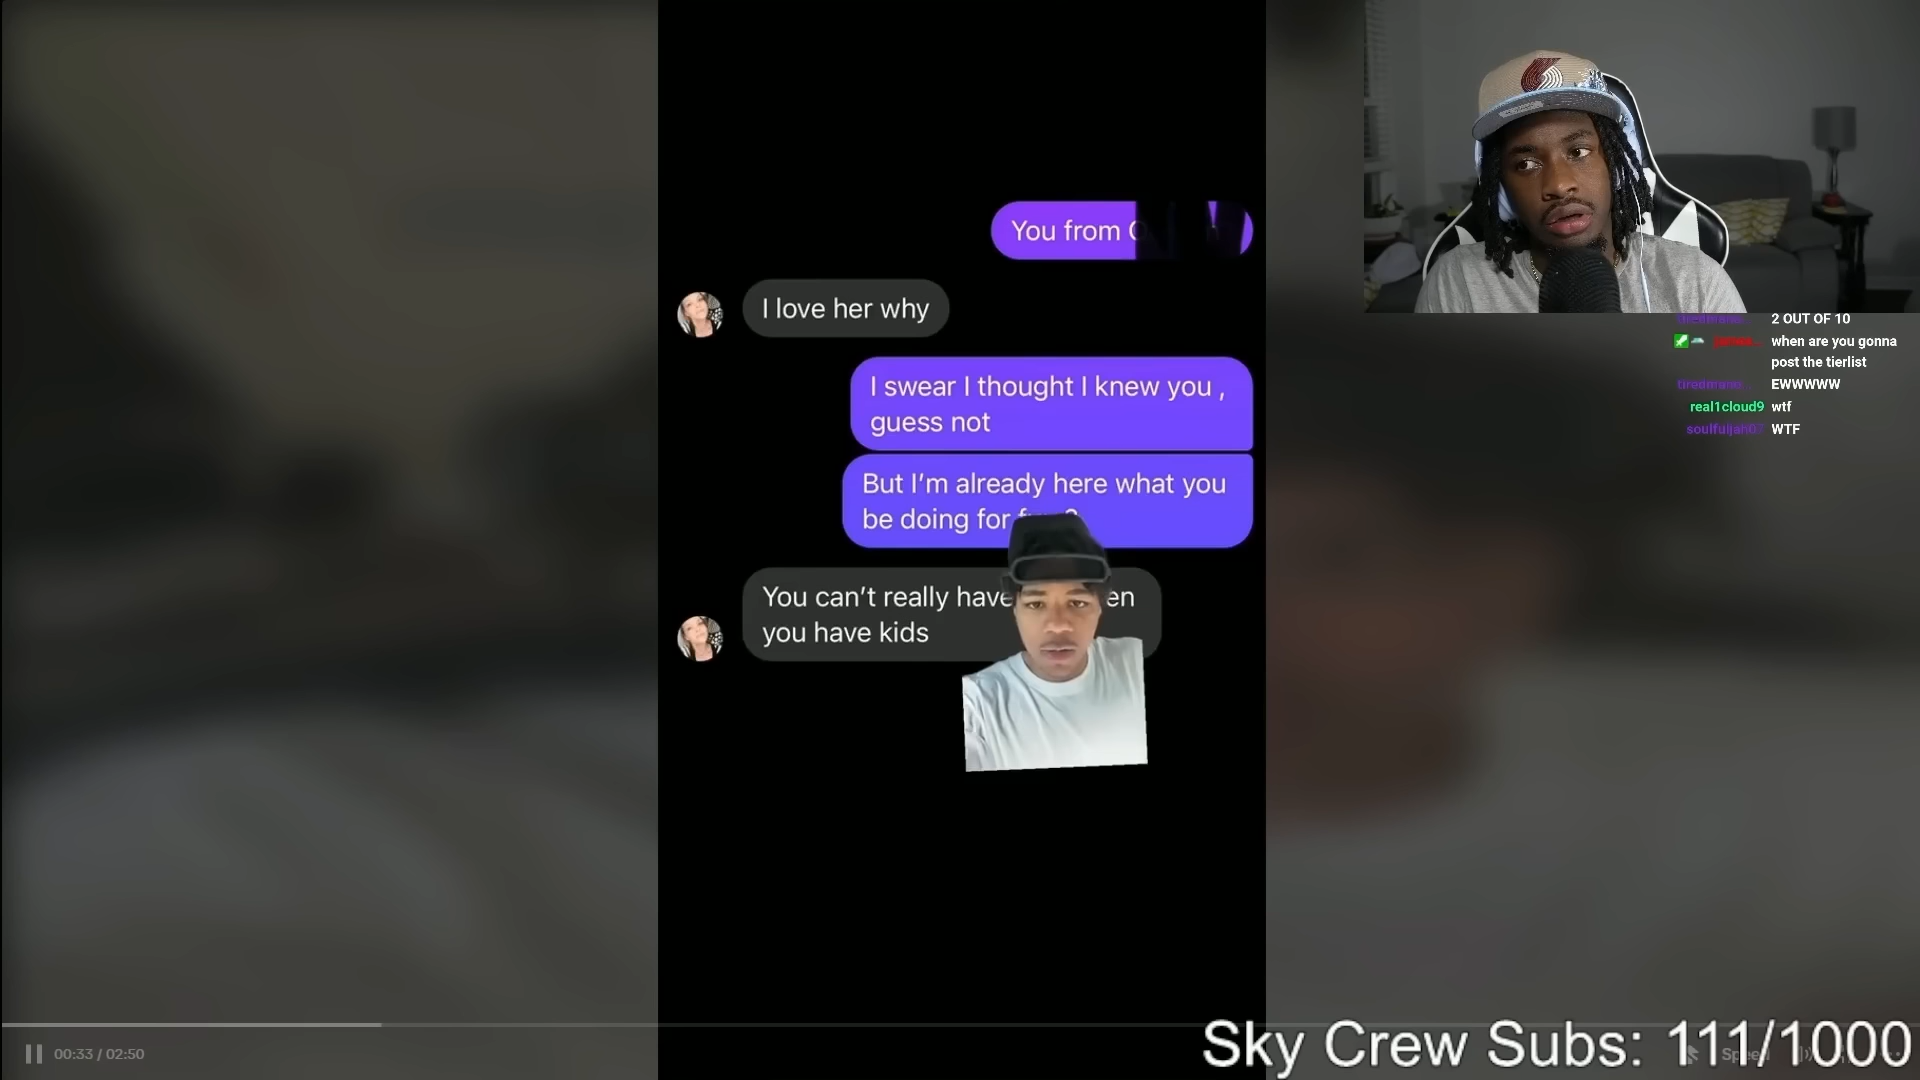 You from
I love her why
I swear I thought I knew you ,
guess not
But I'm already here what you
be doing for
You can't really have
you have kids
2 OUT OF 10
when are you gonna
post the tierlist
EWWWWW
real1cloud9 wtf
WTF
00:33 / 02:50
Sky Crew Subs: 111/1000